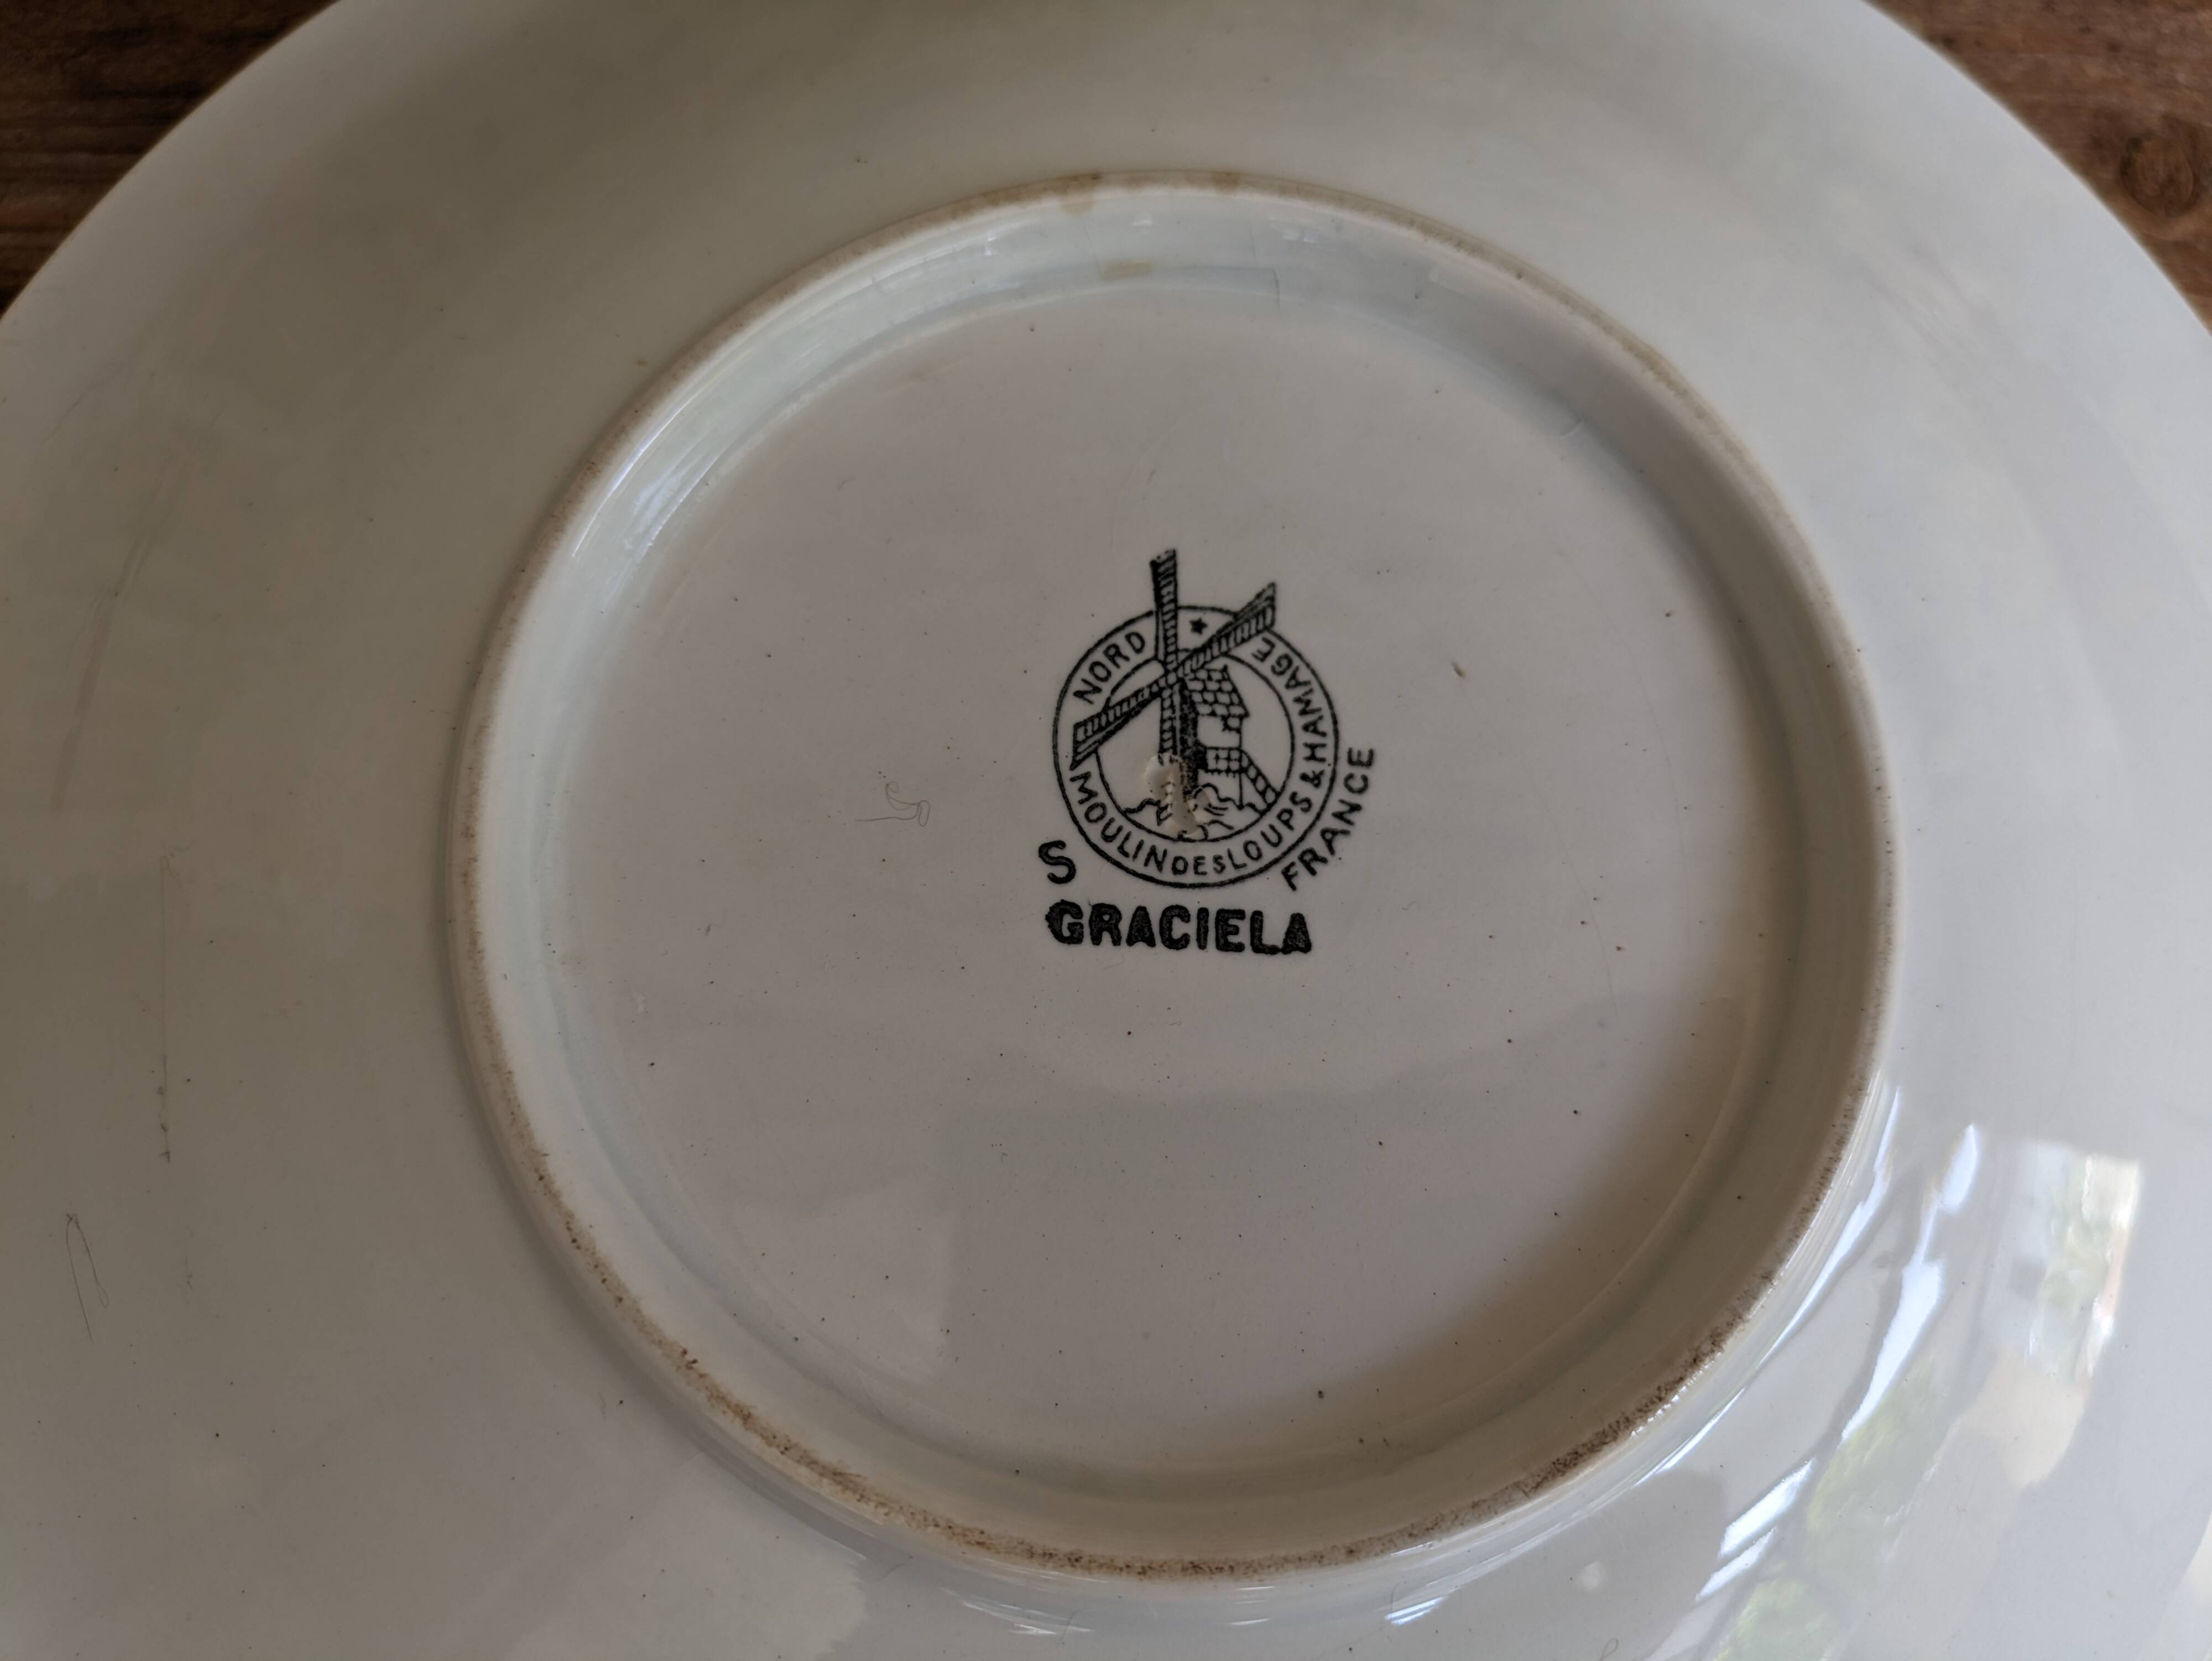 NORD
MOULIN DES LOUPS & HAMAGE
FRANCE
S
GRACIELA